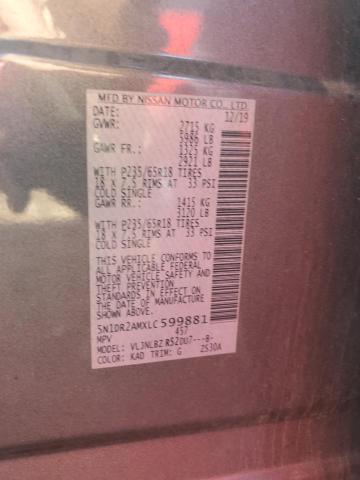 MFD BY NISSAN MOTOR CO., LTD.
DATE: 12/19
GVWR: 2715 KG
5986 LB
GAWR FR.: 1325 KG
2921 LB
WITH P235/65R18 TIRES
18 X 7.5 RIMS AT 33 PSI
COLD SINGLE
GAWR RR.: 1415 KG
3120 LB
WITH P235/65R18 TIRES
18 X 7.5 RIMS AT 33 PSI
COLD SINGLE
THIS VEHICLE CONFORMS TO
ALL APPLICABLE FEDERAL
MOTOR VEHICLE SAFETY AND
THEFT PREVENTION
STANDARDS IN EFFECT ON
THE DATE OF MANUFACTURE
SHOWN ABOVE.
5N1DR2AMXLC599881
MPV 457
MODEL: VLJNLBZ R52DU7---B-
COLOR: KAD TRIM: G ZS30A